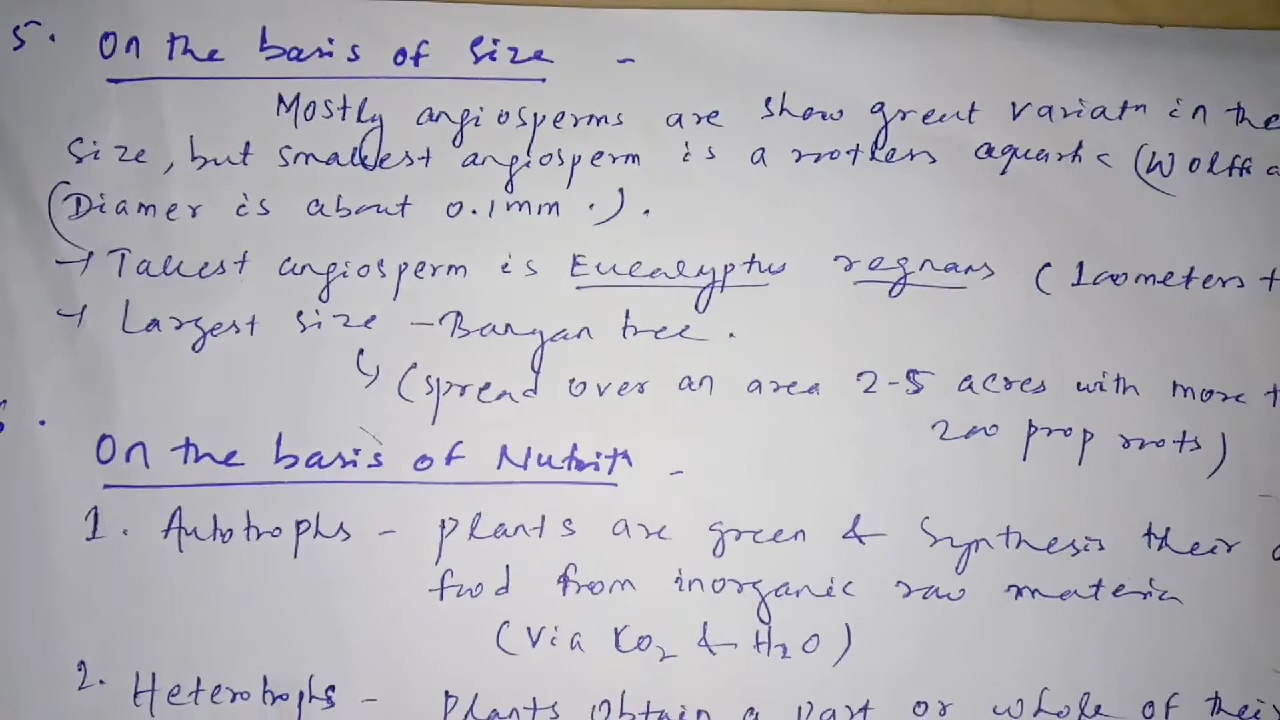 5. On the basis of Size -
Mostly angiosperms are show great variatn in the
Size, but smallest angiosperm is a rootless aquatic (Wolffia
(Diamer is about 0.1mm.).
→ Tallest angiosperm is Eucalyptus regnans (100meters t
→ Largest size - Banyan tree.
↳ (spread over an area 2-5 acres with more t
200 prop roots)
6. On the basis of Nutritn -
1. Autotrophs - plants are green & Synthesis their o
food from inorganic raw materia
(Via CO2 & H2O)
2. Heterotrophs - Plants Obtain a part or whole of their